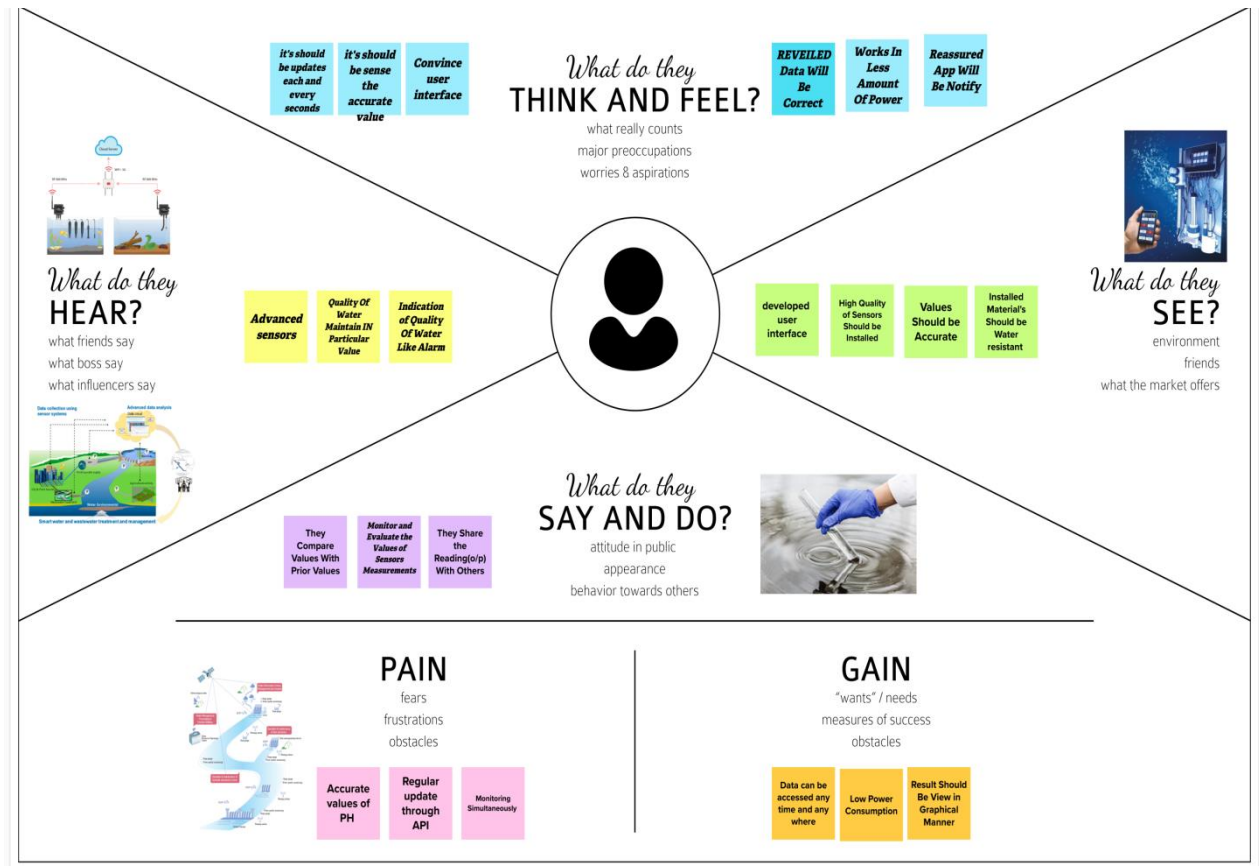 it's should
be updates
each and
every
seconds
it's should
be sense
the
accurate
value
Convince
user
interface
What do they
THINK AND FEEL?
what really counts
major preoccupations
worries & aspirations
REVEILED
Data Will
Be
Correct
Works In
Less
Amount
Of Power
Reassured
App Will
Be Notify
Cloud Server
What do they
HEAR?
what friends say
what boss say
what influencers say
Data collection using
sensor systems
Advanced data analysis
Smart water and wastewater treatment and management
Advanced
sensors
Quality Of
Water
Maintain IN
Particular
Value
Indication
of Quality
Of Water
Like Alarm
developed
user
interface
High Quality
of Sensors
Should be
Installed
Values
Should be
Accurate
Installed
Material's
Should be
Water
resistant
What do they
SEE?
environment
friends
what the market offers
What do they
SAY AND DO?
attitude in public
appearance
behavior towards others
They
Compare
Values With
Prior Values
Monitor and
Evaluate the
Values of
Sensors
Measurements
They Share
the
Reading(o/p)
With Others
PAIN
fears
frustrations
obstacles
Accurate
values of
PH
Regular
update
through
API
Monitoring
Simultaneously
GAIN
"wants" / needs
measures of success
obstacles
Data can be
accessed any
time and any
where
Low Power
Consumption
Result Should
Be View in
Graphical
Manner